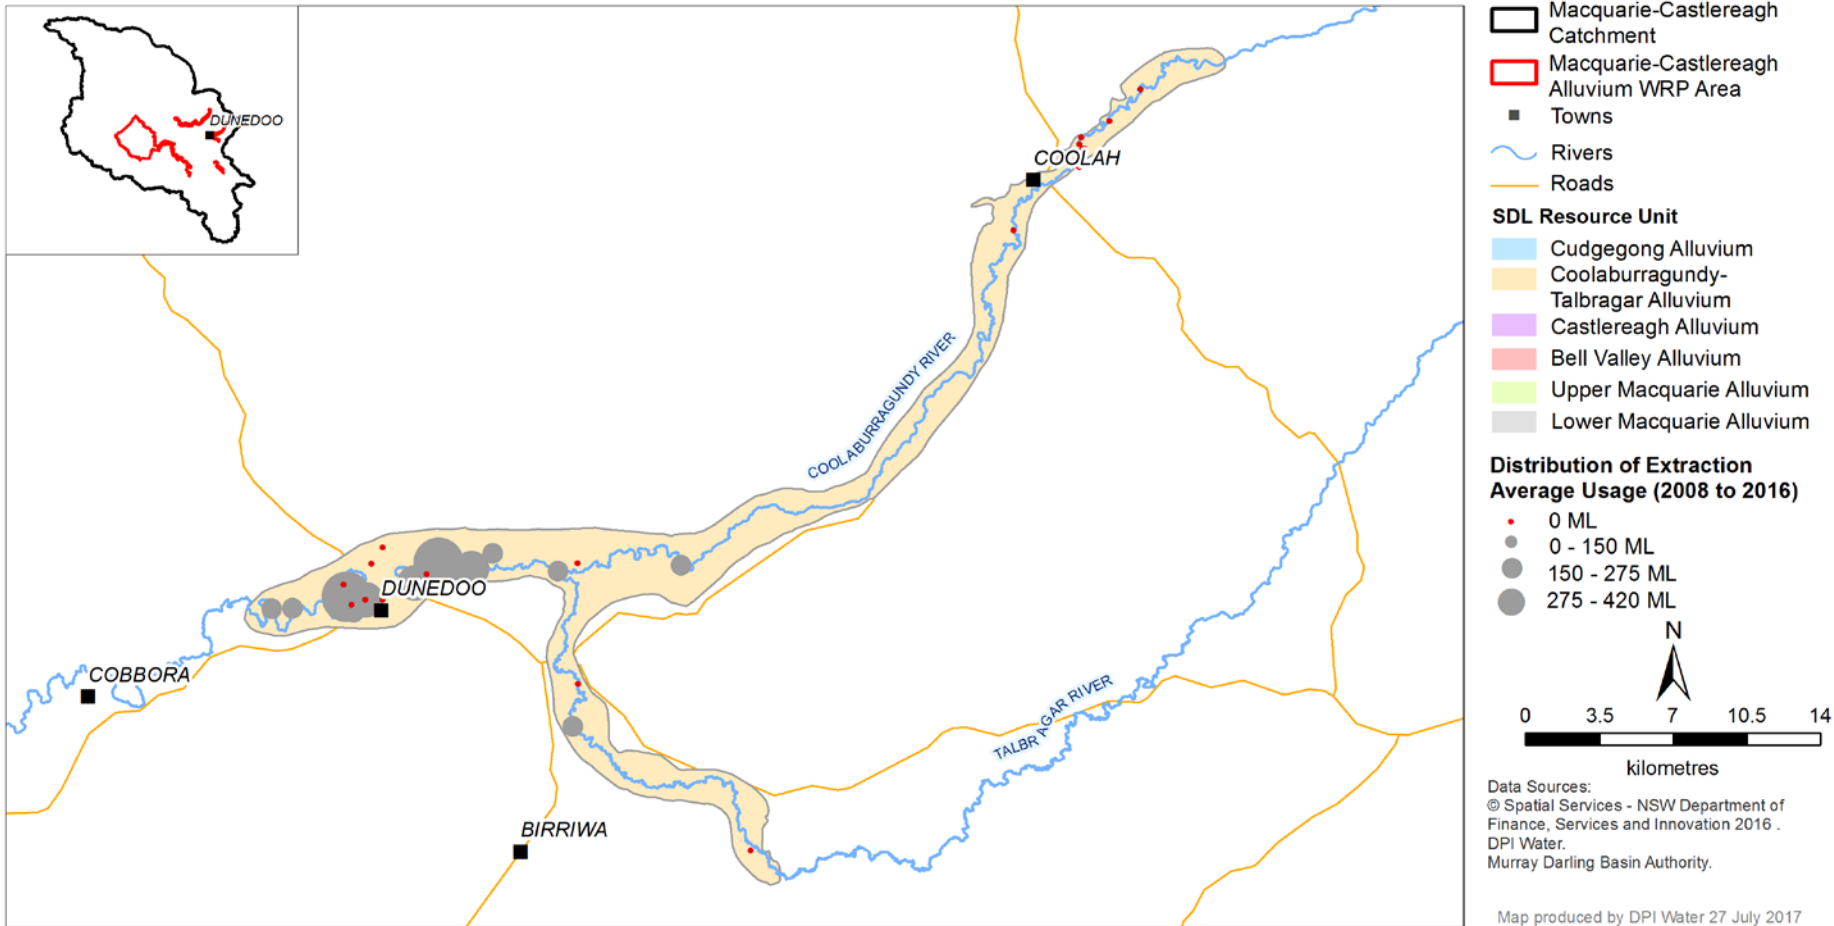 DUNEDOO
COOLAH
COOLABURRAGUNDY RIVER
DUNEDOO
COBBORA
TALBRAGAR RIVER
BIRRIWA
Macquarie-Castlereagh
Catchment
Macquarie-Castlereagh
Alluvium WRP Area
Towns
Rivers
Roads
SDL Resource Unit
Cudgegong Alluvium
Coolaburragundy-
Talbragar Alluvium
Castlereagh Alluvium
Bell Valley Alluvium
Upper Macquarie Alluvium
Lower Macquarie Alluvium
Distribution of Extraction
Average Usage (2008 to 2016)
0 ML
0 - 150 ML
150 - 275 ML
275 - 420 ML
N
0 3.5 7 10.5 14
kilometres
Data Sources:
© Spatial Services - NSW Department of
Finance, Services and Innovation 2016 .
DPI Water.
Murray Darling Basin Authority.
Map produced by DPI Water 27 July 2017